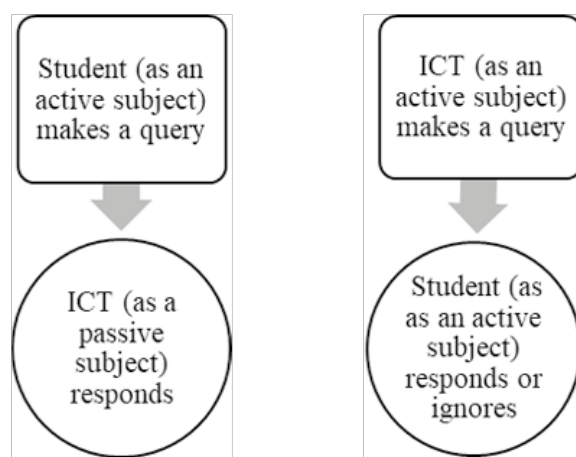 Student (as an
active subject)
makes a query
ICT (as a
passive
subject)
responds
ICT (as an
active subject)
makes a query
Student (as
as an active
subject)
responds or
ignores